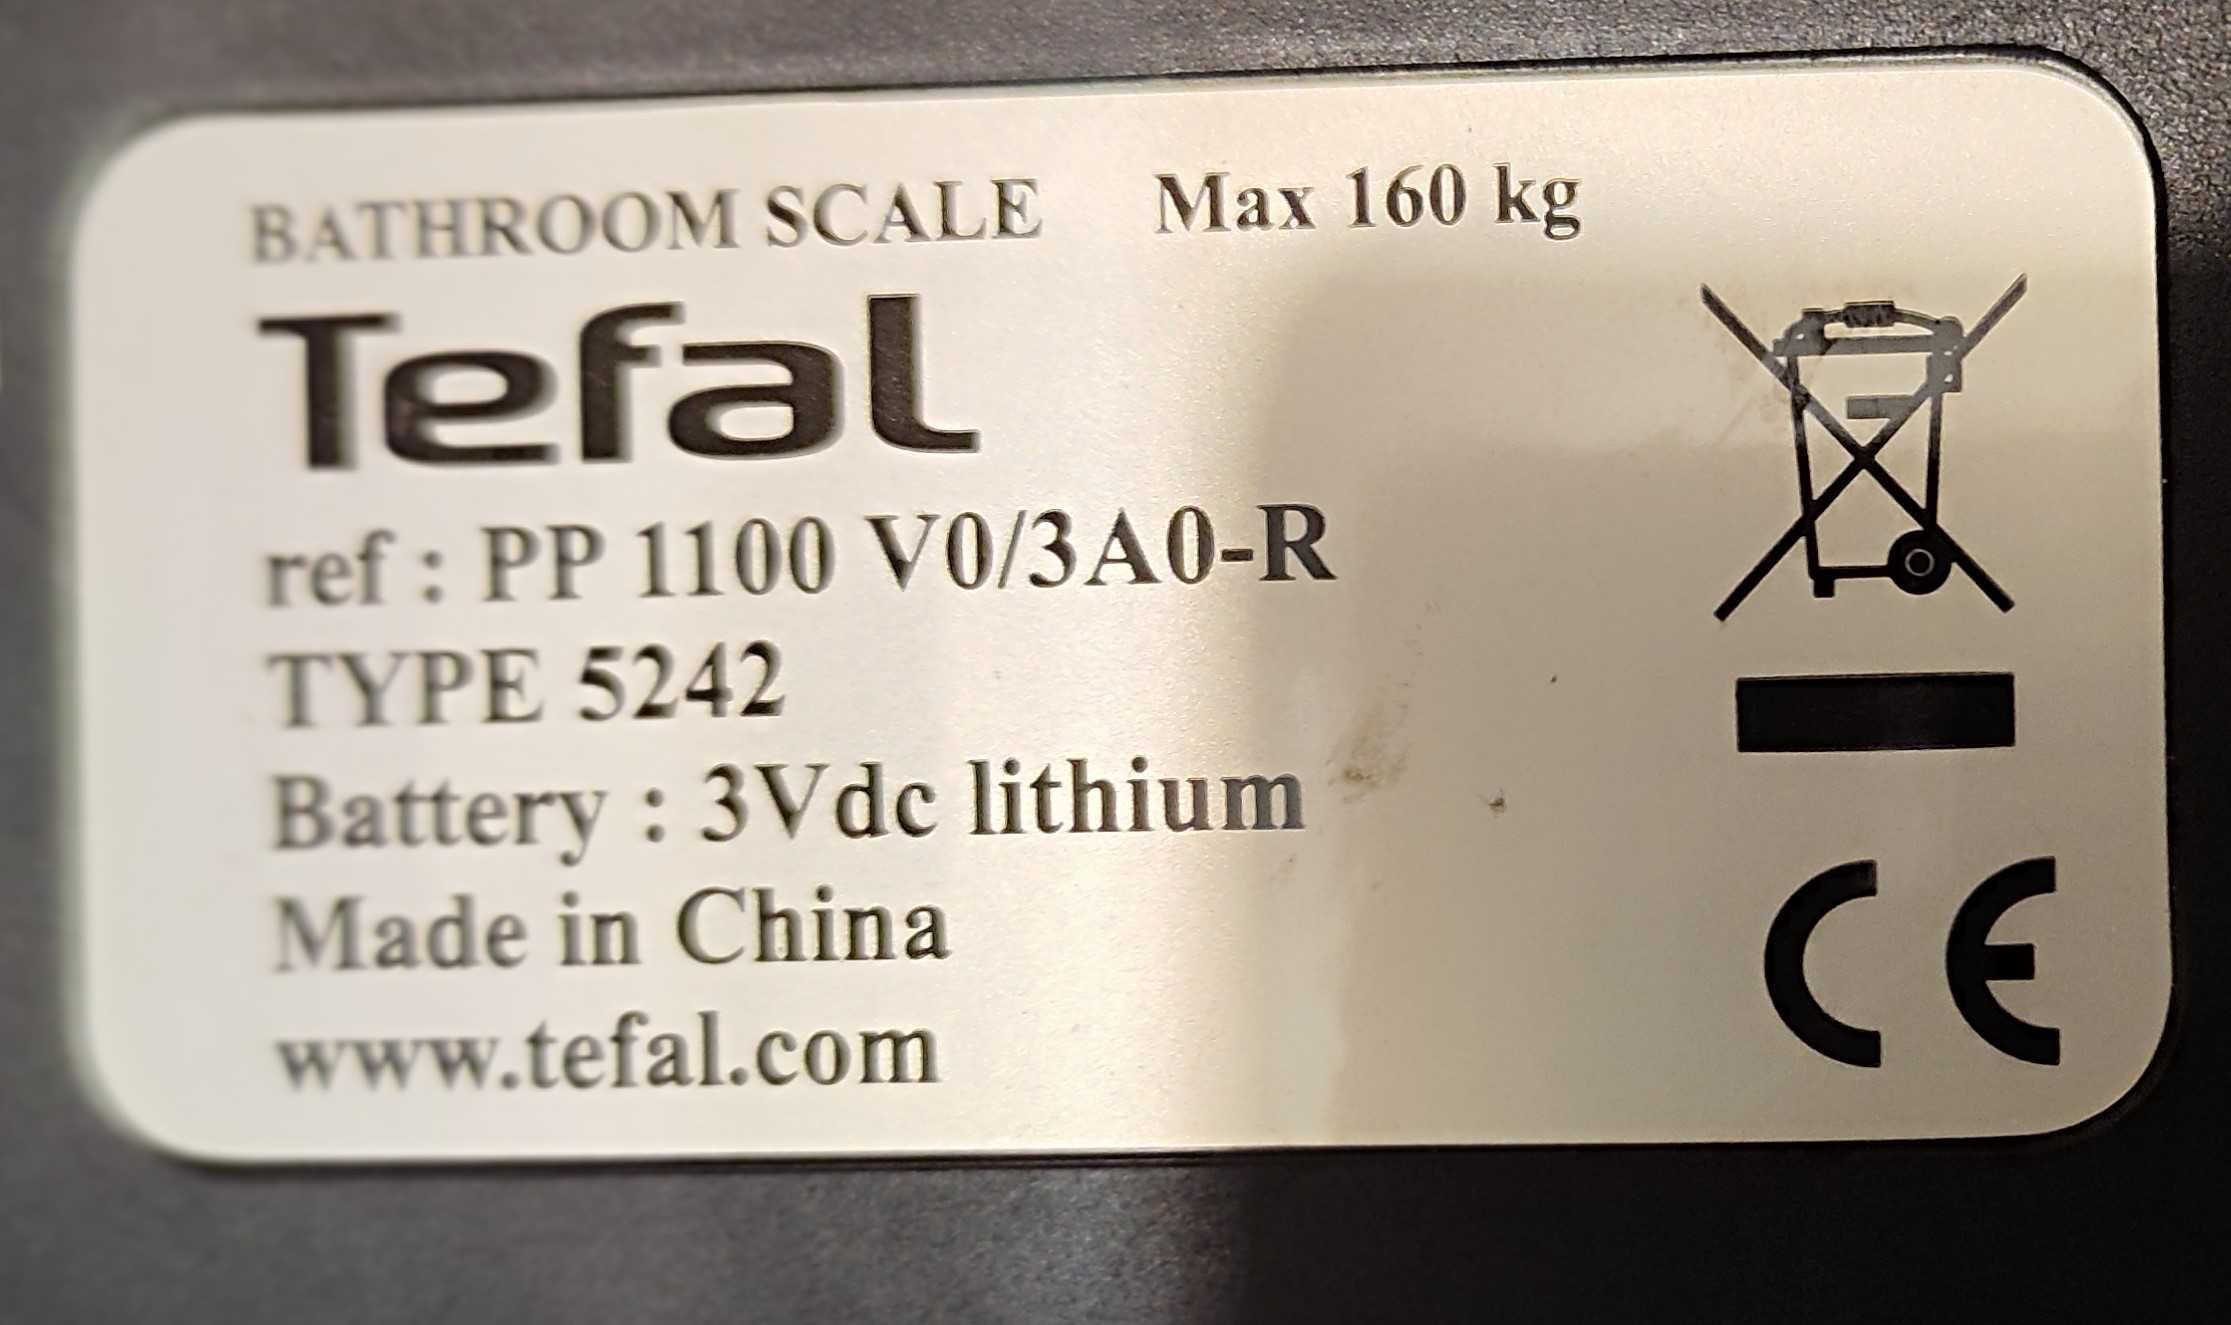 BATHROOM SCALE Max 160 kg
Tefal
ref : PP 1100 V0/3A0-R
TYPE 5242
Battery : 3Vdc lithium
Made in China
www.tefal.com
CE